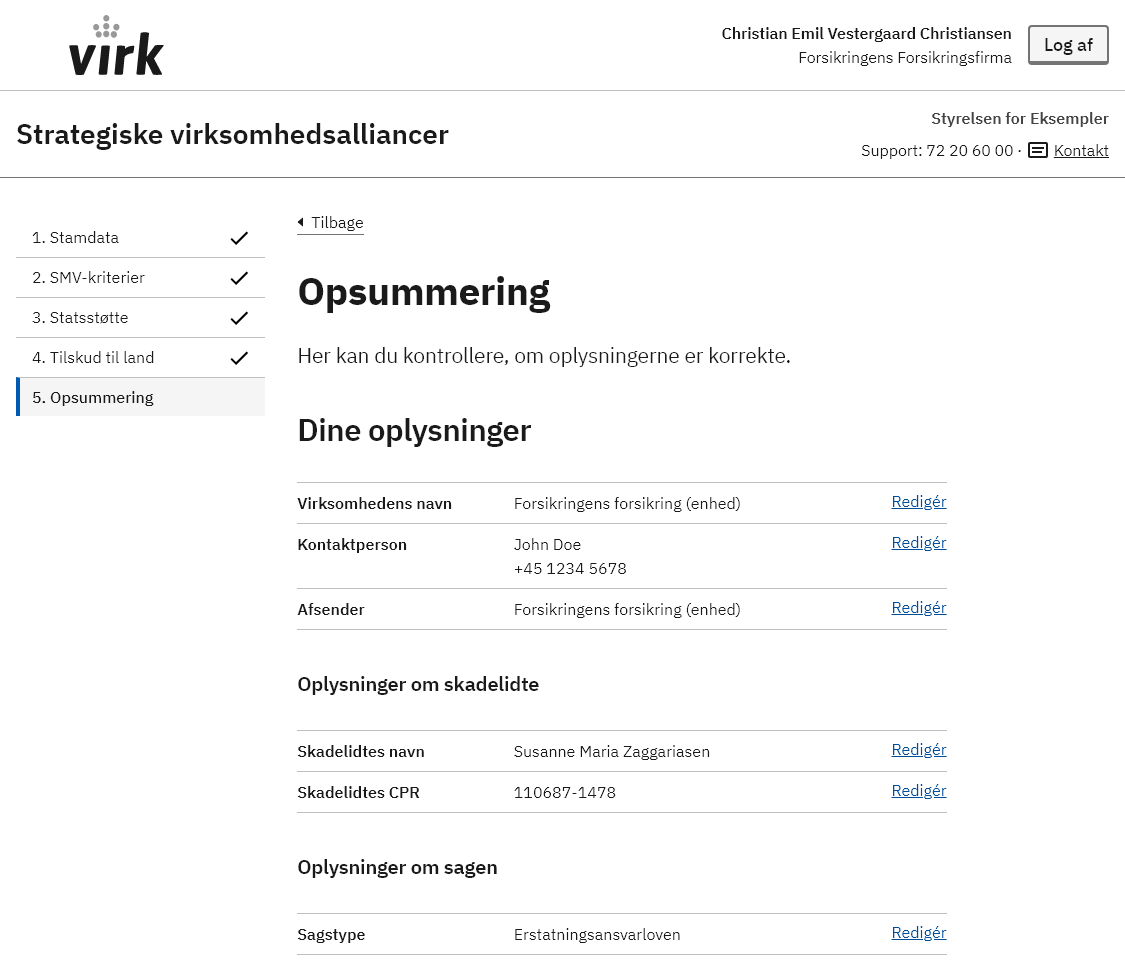 virk
Christian Emil Vestergaard Christiansen
Forsikringens Forsikringsfirma
Log af
Strategiske virksomhedsalliancer
Styrelsen for Eksempler
Support: 72 20 60 00 · Kontakt
1. Stamdata
2. SMV-kriterier
3. Statsstøtte
4. Tilskud til land
5. Opsummering
Tilbage
Opsummering
Her kan du kontrollere, om oplysningerne er korrekte.
Dine oplysninger
Virksomhedens navn Forsikringens forsikring (enhed) Redigér
Kontaktperson John Doe Redigér
+45 1234 5678
Afsender Forsikringens forsikring (enhed) Redigér
Oplysninger om skadelidte
Skadelidtes navn Susanne Maria Zaggariasen Redigér
Skadelidtes CPR 110687-1478 Redigér
Oplysninger om sagen
Sagstype Erstatningsansvarloven Redigér